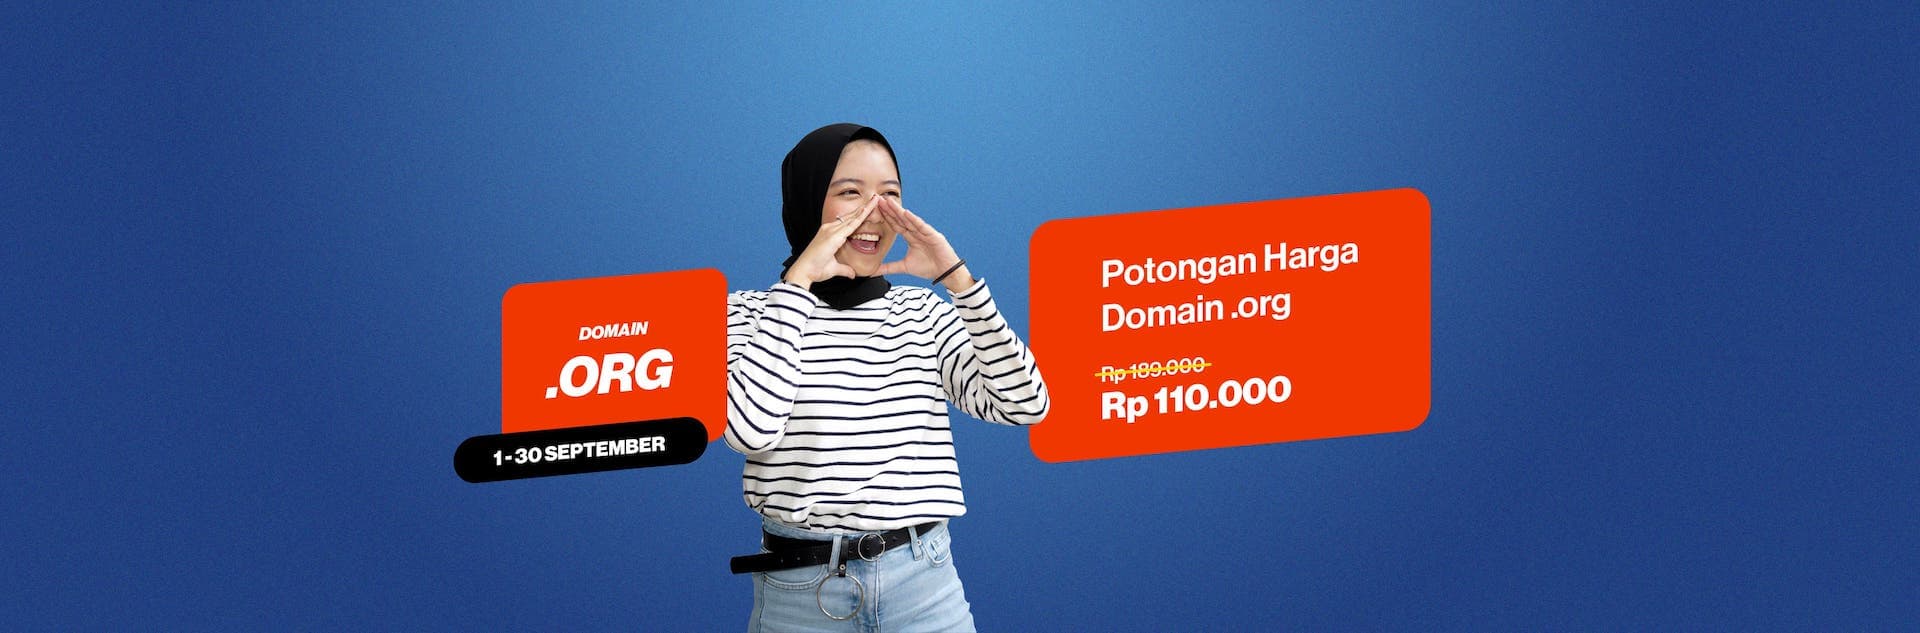 DOMAIN
.ORG
1 - 30 SEPTEMBER
Potongan Harga
Domain .org
Rp 189.000
Rp 110.000